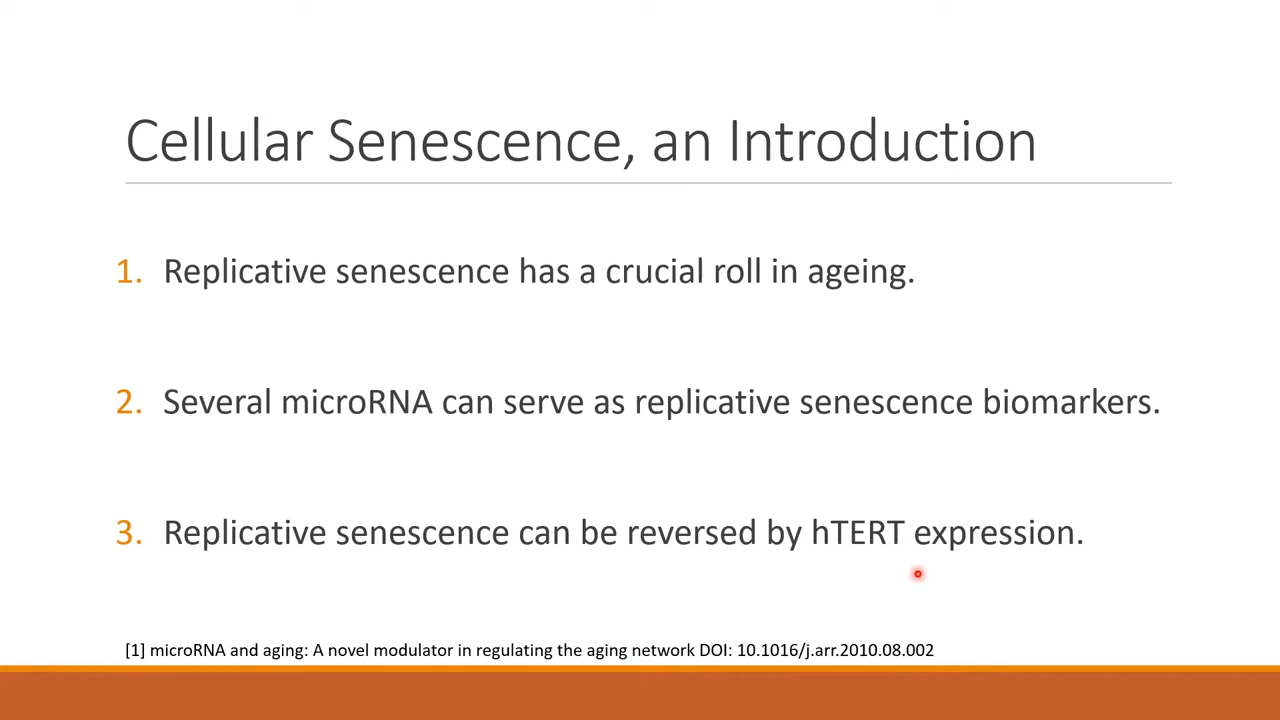 Cellular Senescence, an Introduction
1. Replicative senescence has a crucial roll in ageing.
2. Several microRNA can serve as replicative senescence biomarkers.
3. Replicative senescence can be reversed by hTERT expression.
[1] microRNA and aging: A novel modulator in regulating the aging network DOI: 10.1016/j.arr.2010.08.002